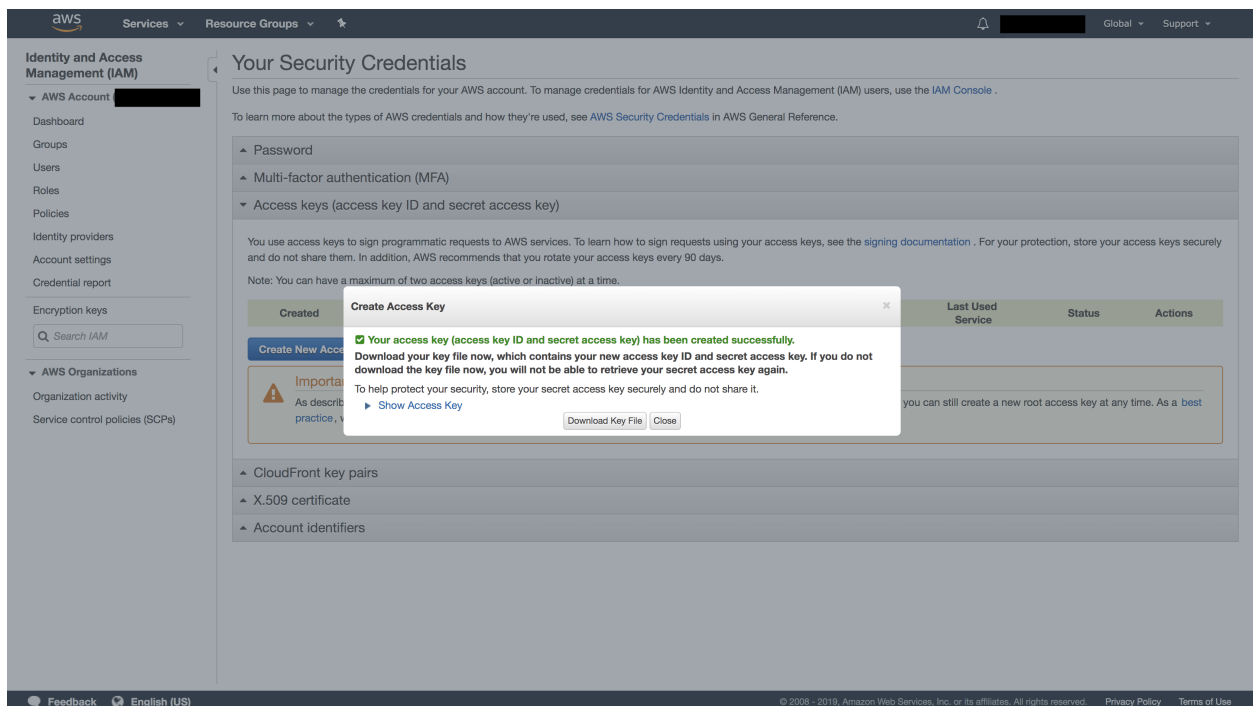 aws Services Resource Groups Global Support
Identity and Access
Management (IAM)
AWS Account (
Dashboard
Groups
Users
Roles
Policies
Identity providers
Account settings
Credential report
Encryption keys
Search IAM
AWS Organizations
Organization activity
Service control policies (SCPs)
Your Security Credentials
Use this page to manage the credentials for your AWS account. To manage credentials for AWS Identity and Access Management (IAM) users, use the IAM Console .
To learn more about the types of AWS credentials and how they're used, see AWS Security Credentials in AWS General Reference.
Password
Multi-factor authentication (MFA)
Access keys (access key ID and secret access key)
You use access keys to sign programmatic requests to AWS services. To learn how to sign requests using your access keys, see the signing documentation . For your protection, store your access keys securely
and do not share them. In addition, AWS recommends that you rotate your access keys every 90 days.
Note: You can have a maximum of two access keys (active or inactive) at a time.
Created Last Used
Service Status Actions
Create New Acce
Importa
As describ you can still create a new root access key at any time. As a best
practice, 
Create Access Key
Your access key (access key ID and secret access key) has been created successfully.
Download your key file now, which contains your new access key ID and secret access key. If you do not
download the key file now, you will not be able to retrieve your secret access key again.
To help protect your security, store your secret access key securely and do not share it.
Show Access Key
Download Key File Close
CloudFront key pairs
X.509 certificate
Account identifiers
Feedback English (US) © 2008 - 2019, Amazon Web Services, Inc. or its affiliates. All rights reserved. Privacy Policy Terms of Use